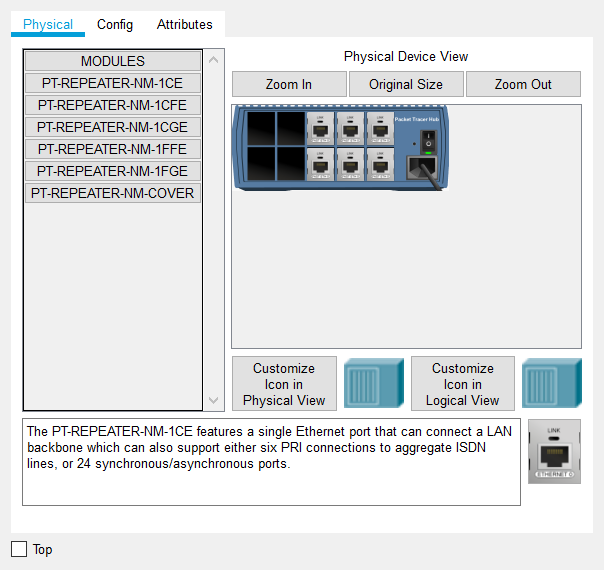 Physical Config Attributes
MODULES
PT-REPEATER-NM-1CE
PT-REPEATER-NM-1CFE
PT-REPEATER-NM-1CGE
PT-REPEATER-NM-1FFE
PT-REPEATER-NM-1FGE
PT-REPEATER-NM-COVER
Physical Device View
Zoom In Original Size Zoom Out
Packet Tracer Hub
Customize
Icon in
Physical View
Customize
Icon in
Logical View
The PT-REPEATER-NM-1CE features a single Ethernet port that can connect a LAN
backbone which can also support either six PRI connections to aggregate ISDN
lines, or 24 synchronous/asynchronous ports.
LINK
ETHERNET 0
Top